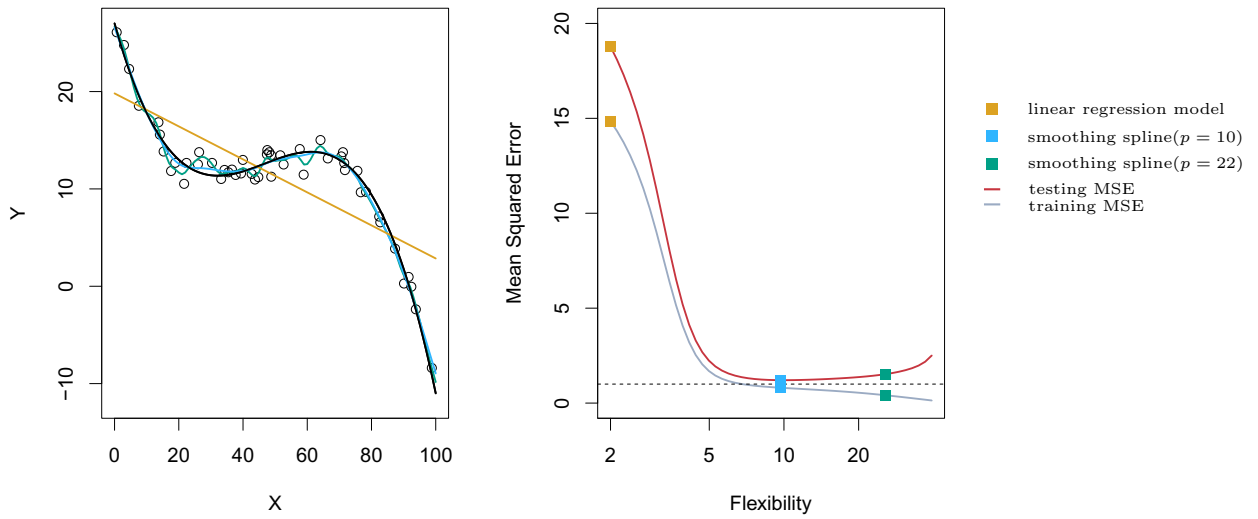 Y
20
10
0
−10
0 20 40 60 80 100
X
Mean Squared Error
20
15
10
5
0
2 5 10 20
Flexibility
linear regression model
smoothing spline(p = 10)
smoothing spline(p = 22)
testing MSE
training MSE